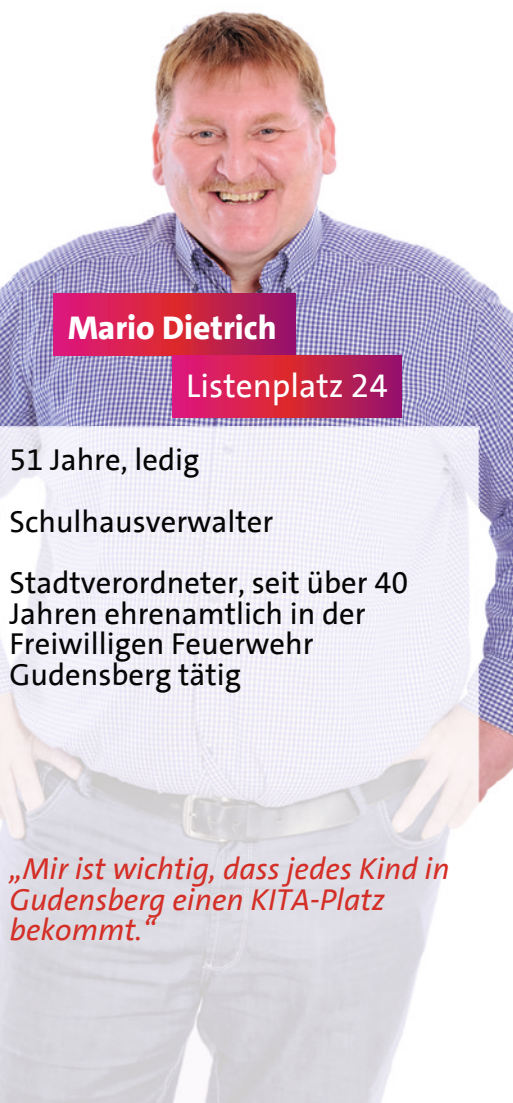 Mario Dietrich
Listenplatz 24
51 Jahre, ledig
Schulhausverwalter
Stadtverordneter, seit über 40
Jahren ehrenamtlich in der
Freiwilligen Feuerwehr
Gudensberg tätig
„Mir ist wichtig, dass jedes Kind in
Gudensberg einen KITA-Platz
bekommt.“